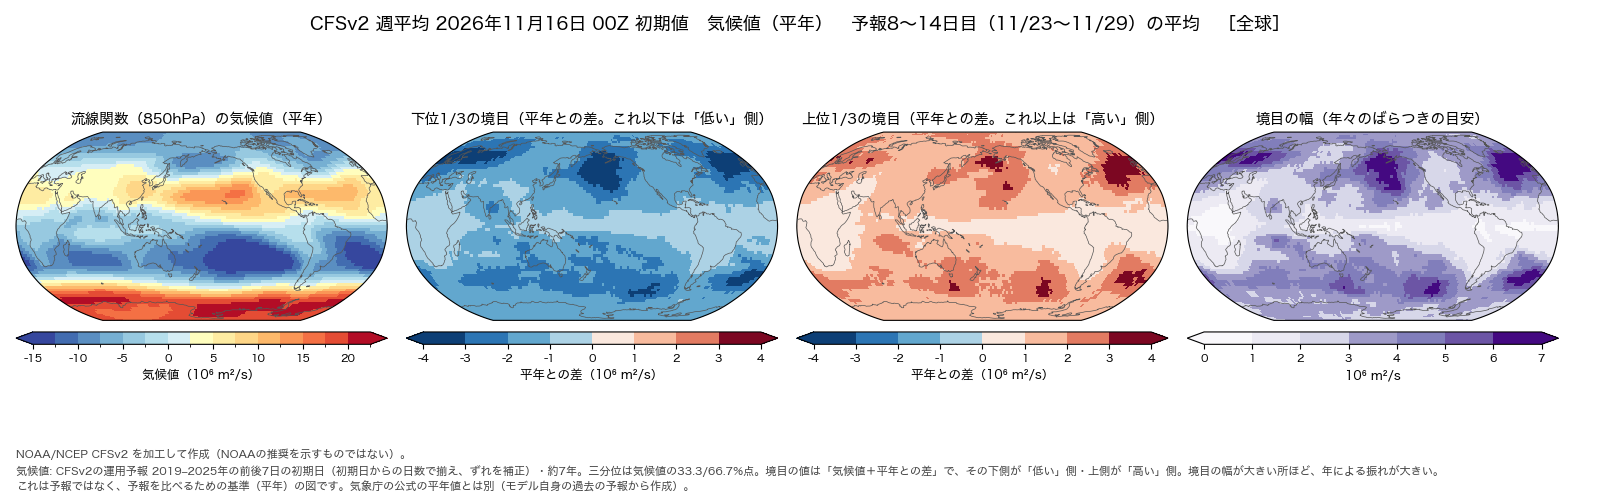 CFSv2 週平均 2026年11月16日 00Z 初期値　気候値（平年）　予報8～14日目（11/23～11/29）の平均　［全球］
流線関数（850hPa）の気候値（平年）
下位1/3の境目（平年との差。これ以下は「低い」側）
上位1/3の境目（平年との差。これ以上は「高い」側）
境目の幅（年々のばらつきの目安）
-15 -10 -5 0 5 10 15 20
-4 -3 -2 -1 0 1 2 3 4
-4 -3 -2 -1 0 1 2 3 4
0 1 2 3 4 5 6 7
気候値（10⁶ m²/s）
平年との差（10⁶ m²/s）
平年との差（10⁶ m²/s）
10⁶ m²/s
NOAA/NCEP CFSv2 を加工して作成（NOAAの推奨を示すものではない）。
気候値: CFSv2の運用予報 2019–2025年の前後7日の初期日（初期日からの日数で揃え、ずれを補正）・約7年。三分位は気候値の33.3/66.7%点。境目の値は「気候値＋平年との差」で、その下側が「低い」側・上側が「高い」側。境目の幅が大きい所ほど、年による振れが大きい。
これは予報ではなく、予報を比べるための基準（平年）の図です。気象庁の公式の平年値とは別（モデル自身の過去の予報から作成）。